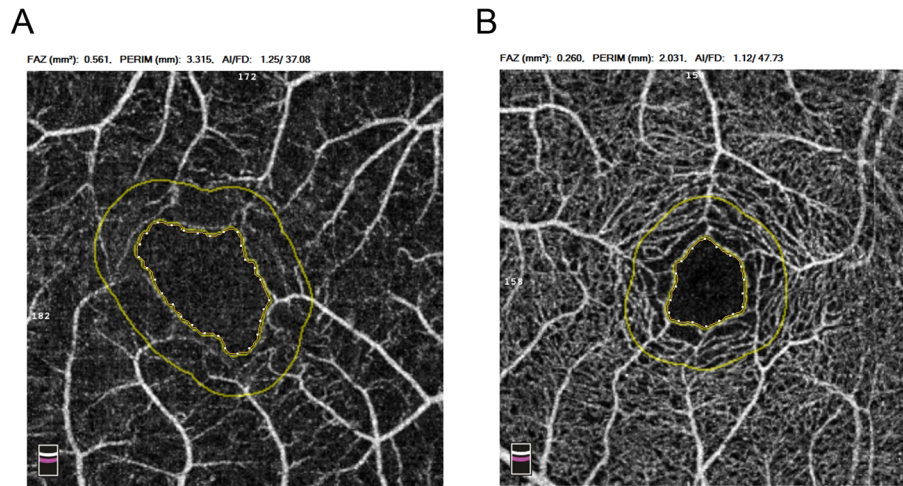 A
FAZ (mm²): 0.561, PERIM (mm): 3.315, AI/FD: 1.25/ 37.08
172
182
B
FAZ (mm²): 0.260, PERIM (mm): 2.031, AI/FD: 1.12/ 47.73
158